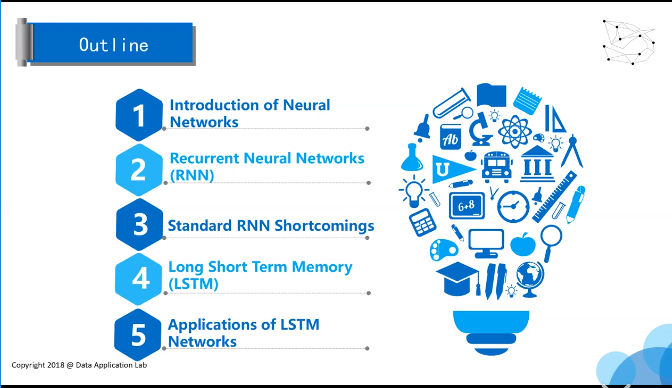 Outline
1
Introduction of Neural
Networks
2
Recurrent Neural Networks
(RNN)
3
Standard RNN Shortcomings
4
Long Short Term Memory
(LSTM)
5
Applications of LSTM
Networks
Ab
U
6+8
Copyright 2018 @ Data Application Lab